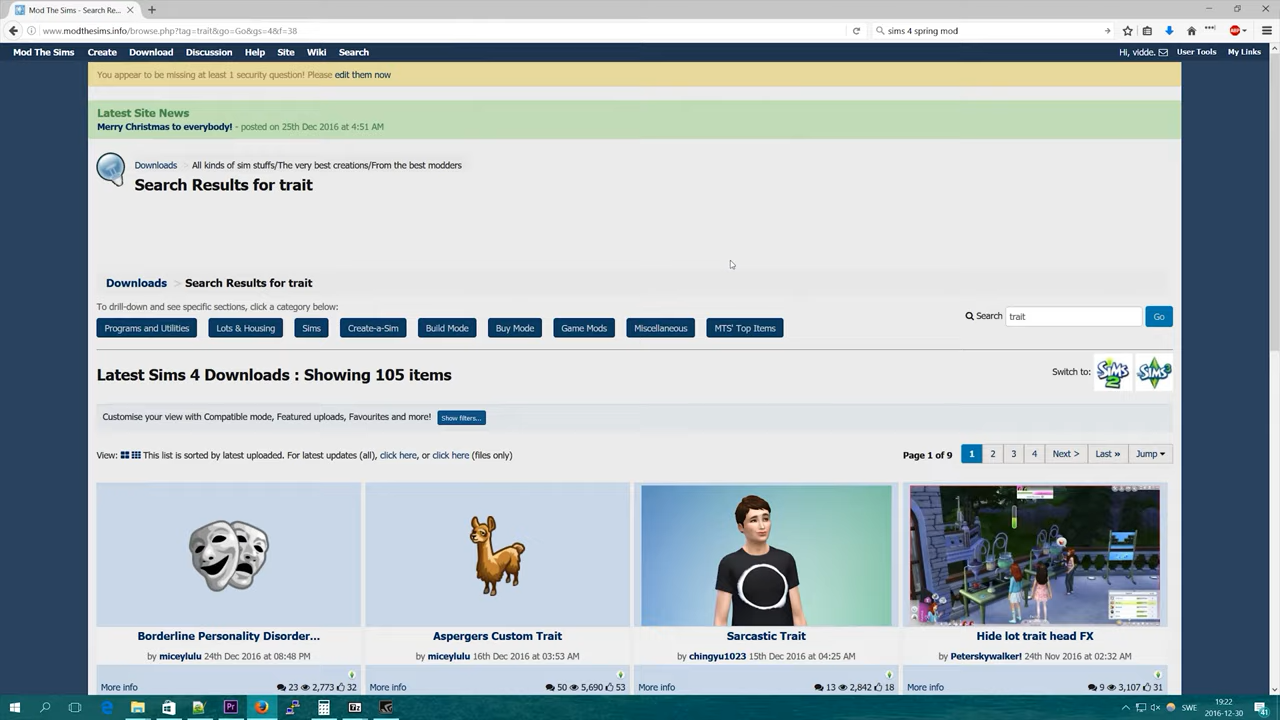 Mod The Sims - Search Re...
www.modthesims.info/browse.php?tag=trait&go=Go&gs=4&f=38
sims 4 spring mod
Mod The Sims Create Download Discussion Help Site Wiki Search
Hi, vidde. User Tools My Links
You appear to be missing at least 1 security question! Please edit them now
Latest Site News
Merry Christmas to everybody! - posted on 25th Dec 2016 at 4:51 AM
Downloads > All kinds of sim stuffs/The very best creations/From the best modders
Search Results for trait
Downloads > Search Results for trait
To drill-down and see specific sections, click a category below:
Programs and Utilities Lots & Housing Sims Create-a-Sim Build Mode Buy Mode Game Mods Miscellaneous MTS' Top Items
Search trait Go
Latest Sims 4 Downloads : Showing 105 items
Switch to: SIMS 2 SIMS 3
Customise your view with Compatible mode, Featured uploads, Favourites and more! Show filters...
View: This list is sorted by latest uploaded. For latest updates (all), click here, or click here (files only)
Page 1 of 9 1 2 3 4 Next > Last » Jump
Borderline Personality Disorder...
by miceylulu 24th Dec 2016 at 08:48 PM
More info 23 2,773 32
Aspergers Custom Trait
by miceylulu 16th Dec 2016 at 03:53 AM
More info 50 5,690 53
Sarcastic Trait
by chingyu1023 15th Dec 2016 at 04:25 AM
More info 13 2,842 18
Hide lot trait head FX
by Peterskywalker! 24th Nov 2016 at 02:32 AM
More info 9 3,107 31
SWE
19:22
2016-12-30
41